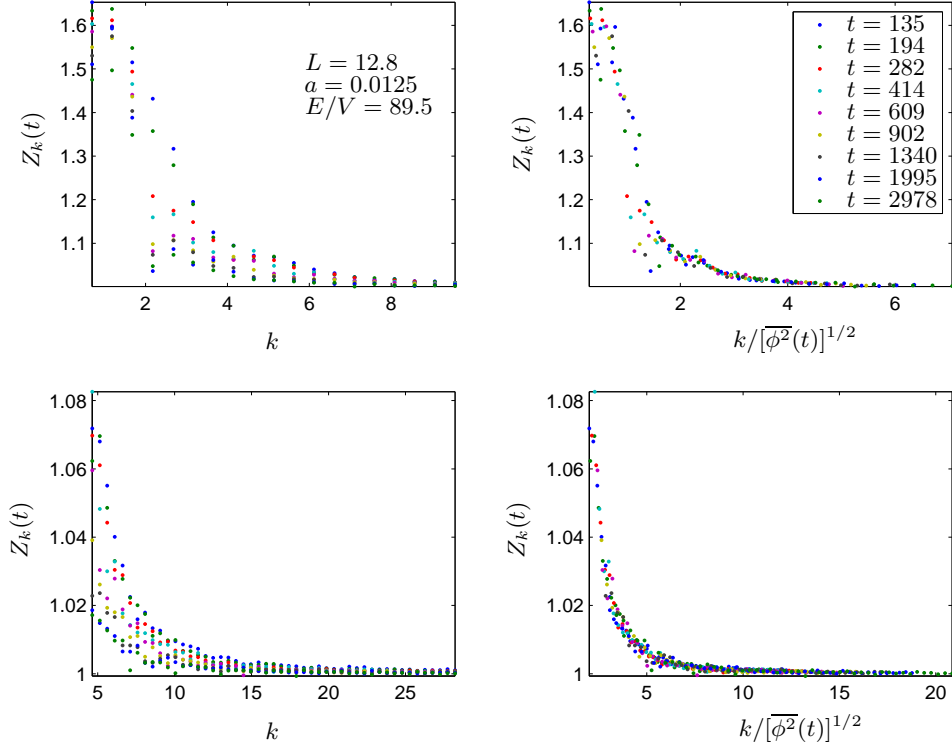 1.6
1.5
1.4
1.3
1.2
1.1
Z_k(t)
L = 12.8
a = 0.0125
E/V = 89.5
2 4 6 8
k
1.6
1.5
1.4
1.3
1.2
1.1
Z_k(t)
t = 135
t = 194
t = 282
t = 414
t = 609
t = 902
t = 1340
t = 1995
t = 2978
2 4 6
k/[\overline{ϕ^2}(t)]^{1/2}
1.08
1.06
1.04
1.02
1
Z_k(t)
5 10 15 20 25
k
1.08
1.06
1.04
1.02
1
Z_k(t)
5 10 15 20
k/[\overline{ϕ^2}(t)]^{1/2}